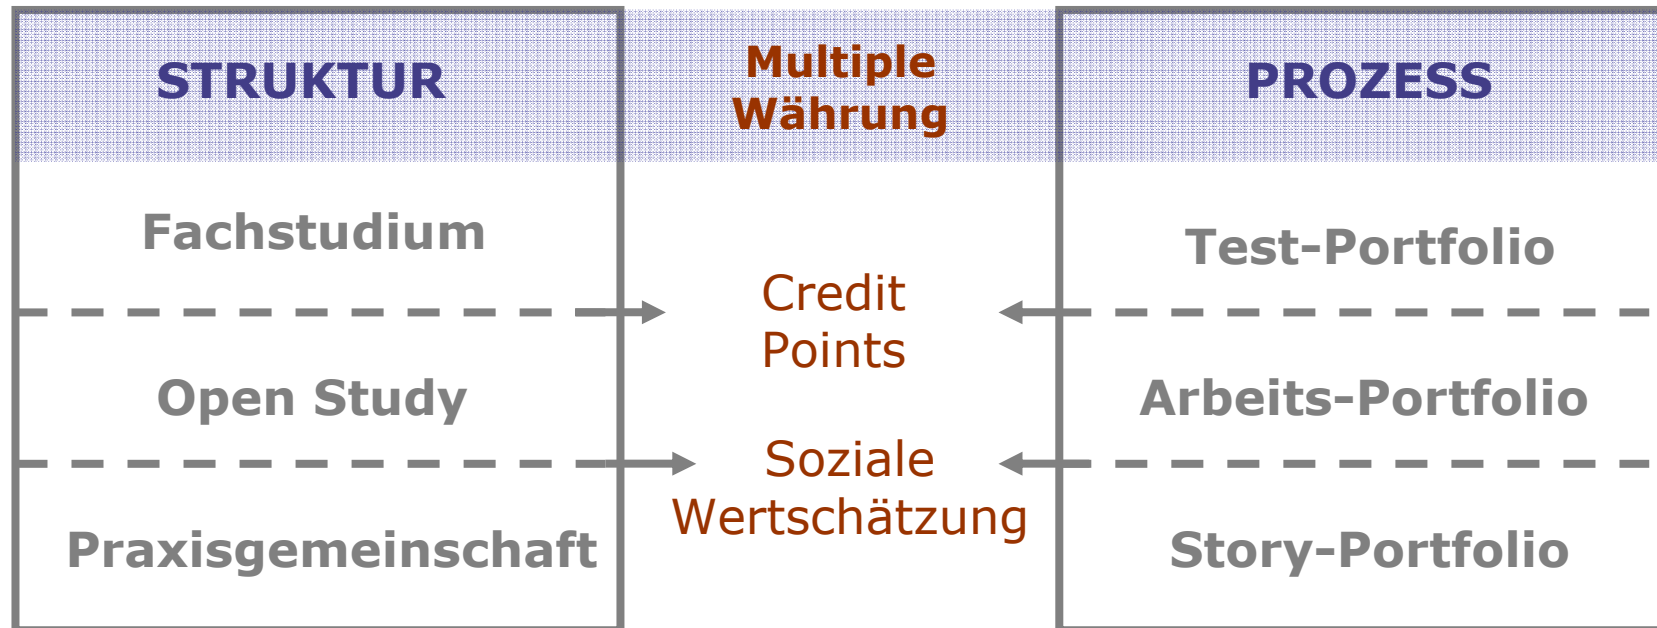 STRUKTUR
Fachstudium
Open Study
Praxisgemeinschaft
Multiple
Währung
Credit
Points
Soziale
Wertschätzung
PROZESS
Test-Portfolio
Arbeits-Portfolio
Story-Portfolio